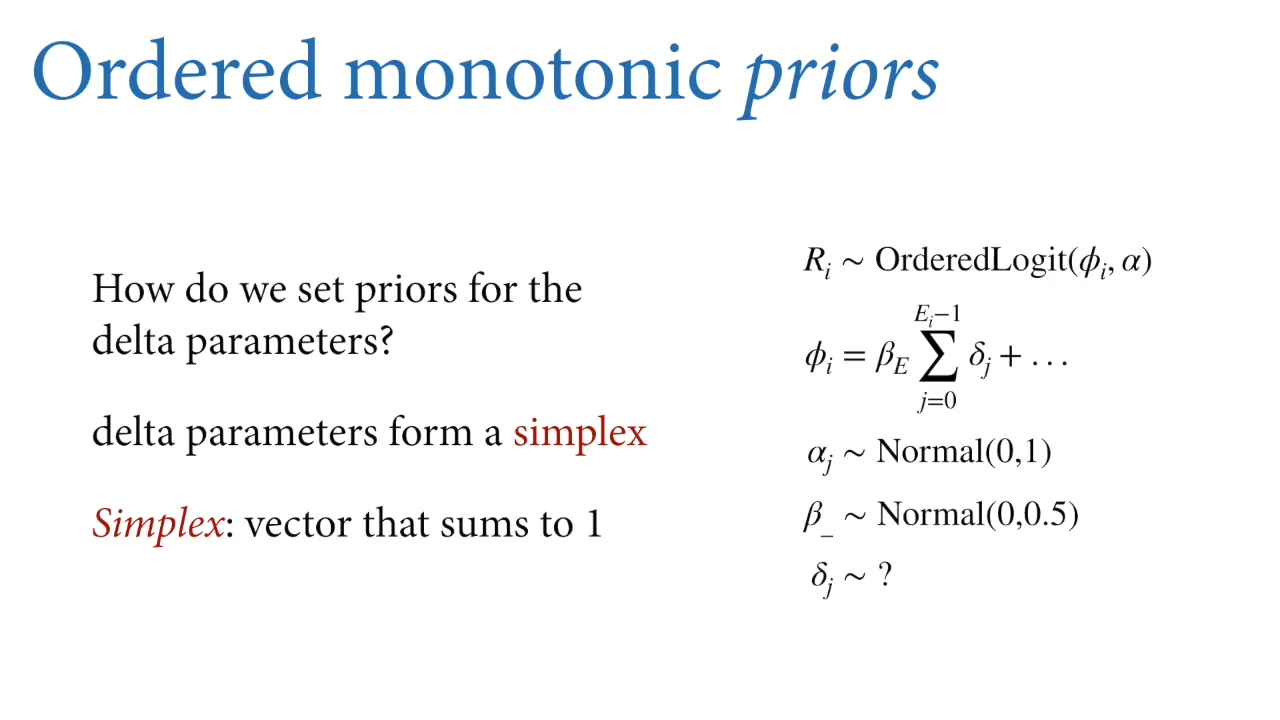 Ordered monotonic priors
How do we set priors for the
delta parameters?
delta parameters form a simplex
Simplex: vector that sums to 1
R_i ~ OrderedLogit(ϕ_i, α)
ϕ_i = β_E ∑_{j=0}^{E_i−1} δ_j + . . .
α_j ~ Normal(0,1)
β_ ~ Normal(0,0.5)
δ_j ~ ?